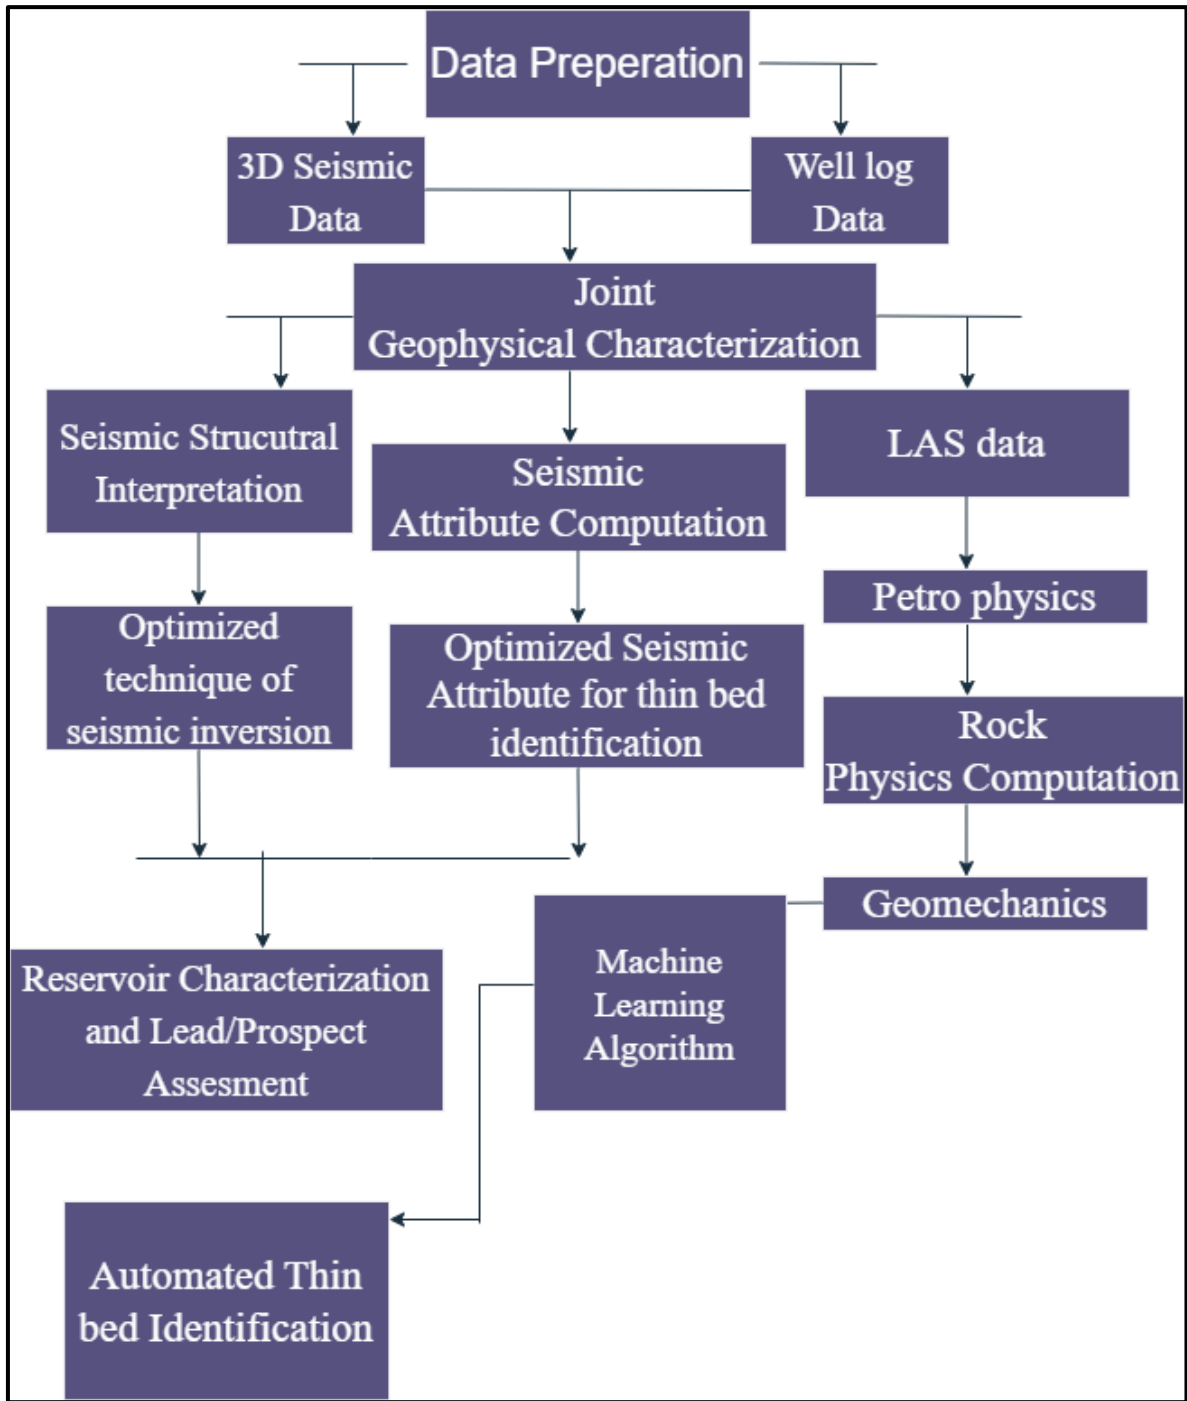 Data Preperation
3D Seismic
Data
Well log
Data
Joint
Geophysical Characterization
Seismic Strucutral
Interpretation
Seismic
Attribute Computation
LAS data
Optimized
technique of
seismic inversion
Optimized Seismic
Attribute for thin bed
identification
Petro physics
Rock
Physics Computation
Geomechanics
Machine
Learning
Algorithm
Reservoir Characterization
and Lead/Prospect
Assesment
Automated Thin
bed Identification